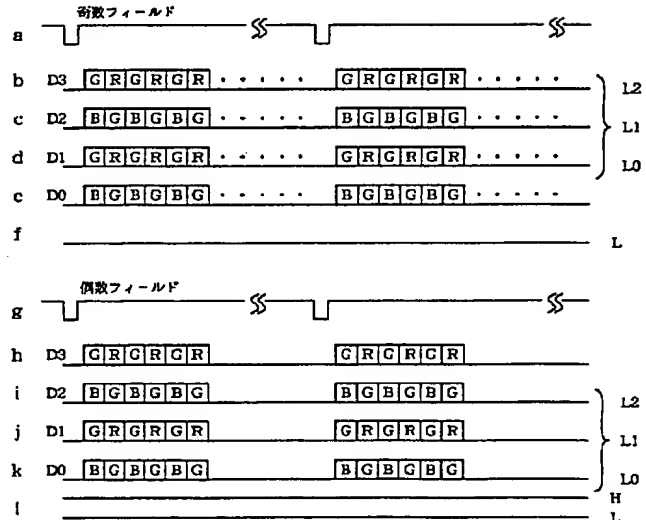 奇数フィールド
a
b D3 G R G R G R ・・・・・ G R G R G R ・・・・・ L2
c D2 B G B G B G ・・・・・ B G B G B G ・・・・・ L1
d D1 G R G R G R ・・・・・ G R G R G R ・・・・・ L0
c D0 B G B G B G ・・・・・ B G B G B G ・・・・・
f L
偶数フィールド
g
h D3 G R G R G R G R G R G R
i D2 B G B G B G B G B G B G L2
j D1 G R G R G R G R G R G R L1
k D0 B G B G B G B G B G B G L0
H
l L